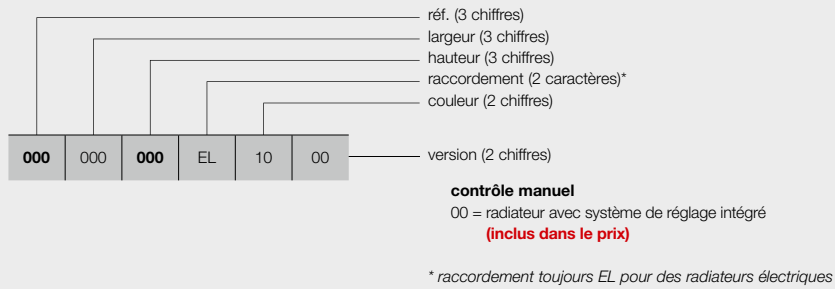 réf. (3 chiffres)
largeur (3 chiffres)
hauteur (3 chiffres)
raccordement (2 caractères)*
couleur (2 chiffres)
000 000 000 EL 10 00
version (2 chiffres)
contrôle manuel
00 = radiateur avec système de réglage intégré
(inclus dans le prix)
* raccordement toujours EL pour des radiateurs électriques